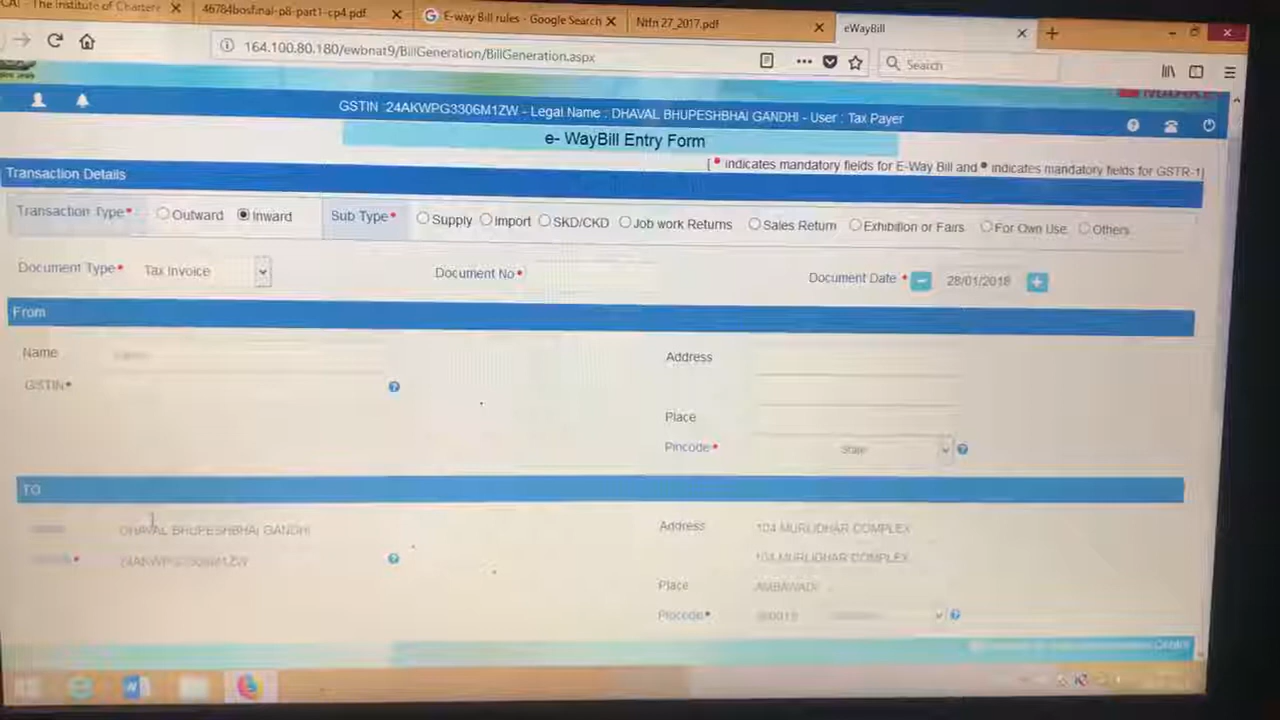 CAI - The Institute of Chartere
46784bosfinal-p8-part1-cp4.pdf
E-way Bill rules - Google Search
Ntfn 27_2017.pdf
eWayBill
164.100.80.180/ewbnat9/BillGeneration/BillGeneration.aspx
Search
GSTIN :24AKWPG3306M1ZW - Legal Name : DHAVAL BHUPESHBHAI GANDHI - User : Tax Payer
e- WayBill Entry Form
[ * indicates mandatory fields for E-Way Bill and * indicates mandatory fields for GSTR-1]
Transaction Details
Transaction Type* Outward Inward Sub Type* Supply Import SKD/CKD Job work Returns Sales Return Exhibition or Fairs For Own Use Others
Document Type* Tax Invoice Document No* Document Date * 28/01/2018
From
Name Address
GSTIN*
Place
Pincode* State
TO
DHAVAL BHUPESHBHAI GANDHI Address 104 MURLIDHAR COMPLEX
24AKWPG3306M1ZW 104 MURLIDHAR COMPLEX
Place AMBAWADI
Pincode*